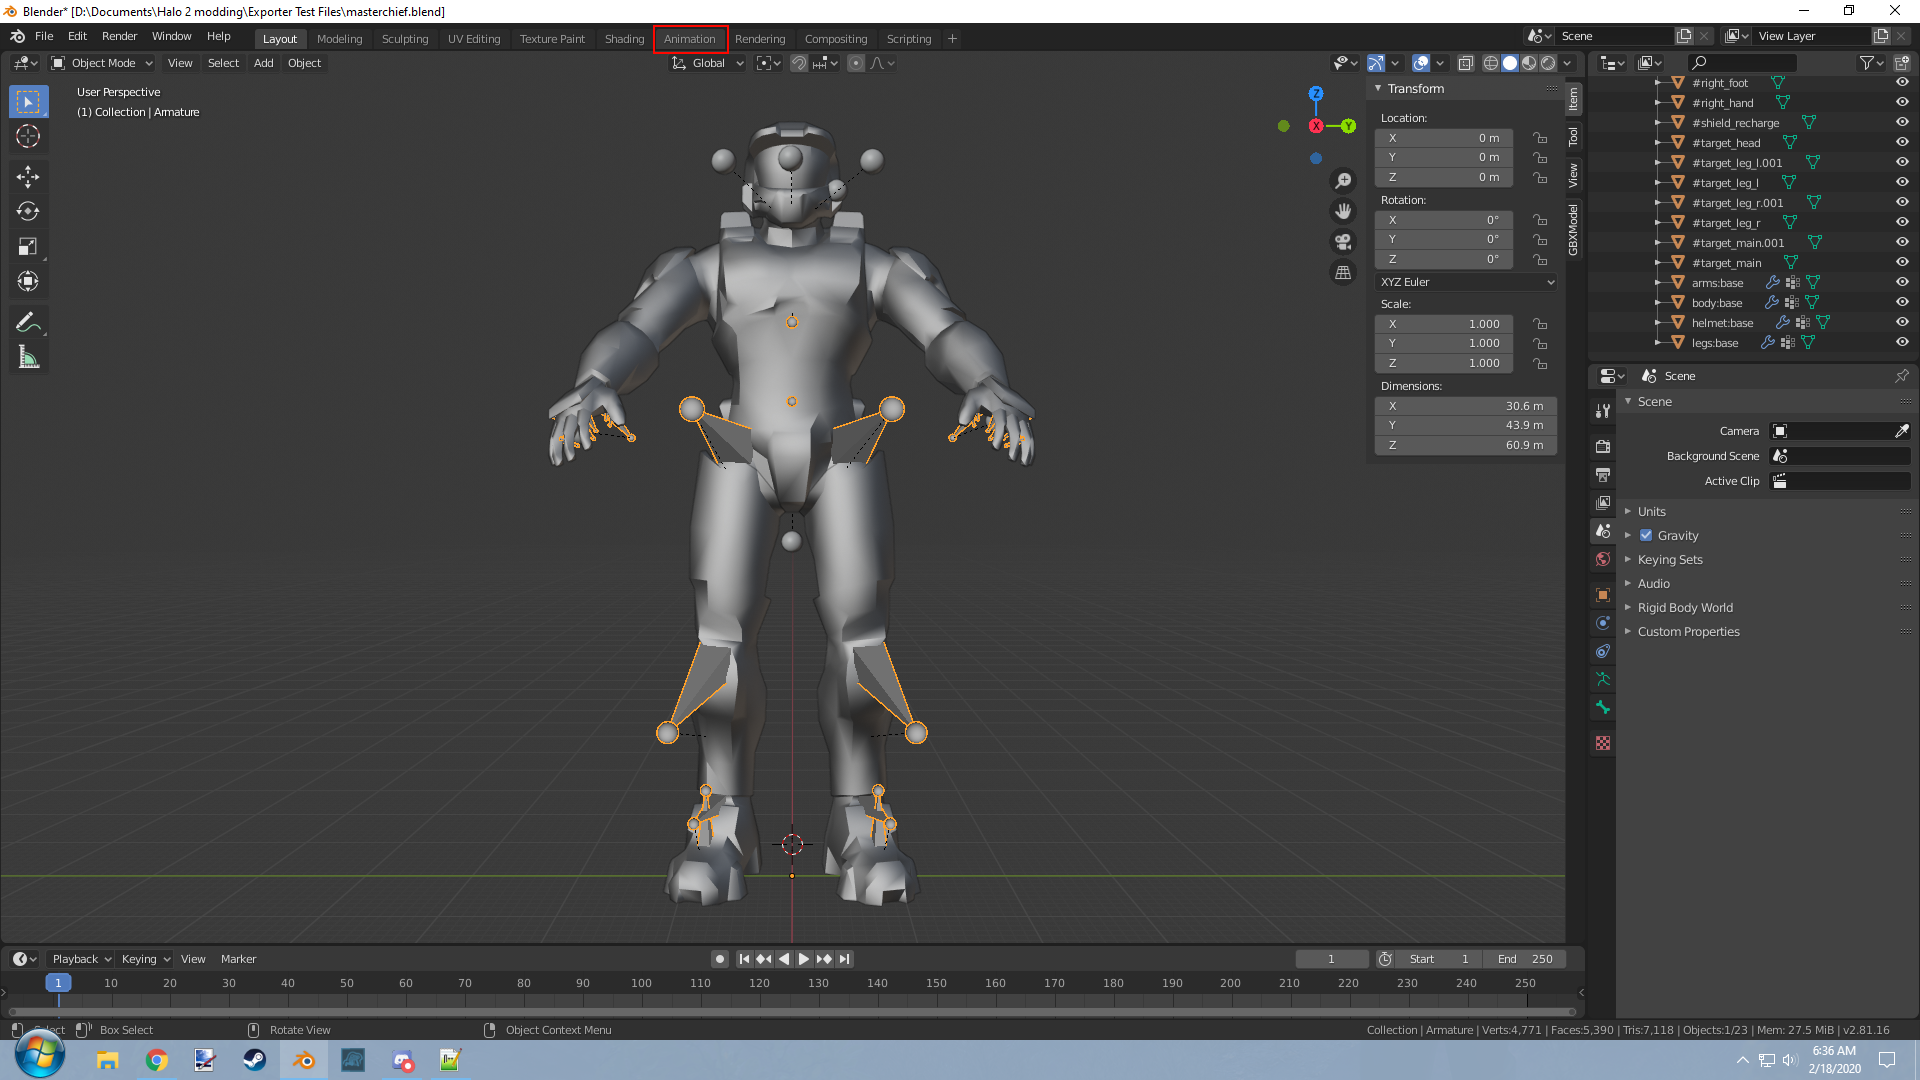 Blender* [D:\Documents\Halo 2 modding\Exporter Test Files\masterchief.blend]
File Edit Render Window Help Layout Modeling Sculpting UV Editing Texture Paint Shading Animation Rendering Compositing Scripting + Scene View Layer
Object Mode View Select Add Object Global
User Perspective
(1) Collection | Armature
Z
X
Y
Transform
Location:
X 0 m
Y 0 m
Z 0 m
Rotation:
X 0°
Y 0°
Z 0°
XYZ Euler
Scale:
X 1.000
Y 1.000
Z 1.000
Dimensions:
X 30.6 m
Y 43.9 m
Z 60.9 m
Item
Tool
View
GBXModel
#right_foot
#right_hand
#shield_recharge
#target_head
#target_leg_l.001
#target_leg_l
#target_leg_r.001
#target_leg_r
#target_main.001
#target_main
arms:base
body:base
helmet:base
legs:base
Scene
Scene
Camera
Background Scene
Active Clip
Units
Gravity
Keying Sets
Audio
Rigid Body World
Custom Properties
Playback Keying View Marker 1 Start 1 End 250
1 10 20 30 40 50 60 70 80 90 100 110 120 130 140 150 160 170 180 190 200 210 220 230 240 250
Select Box Select Rotate View Object Context Menu Collection | Armature | Verts:4,771 | Faces:5,390 | Tris:7,118 | Objects:1/23 | Mem: 27.5 MiB | v2.81.16
6:36 AM
2/18/2020